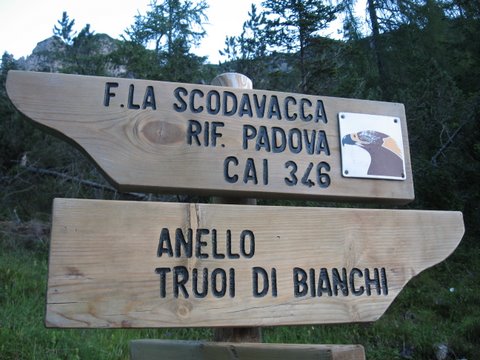 F.LA SCODAVACCA
RIF. PADOVA
CAI 346
ANELLO
TRUOI DI BIANCHI